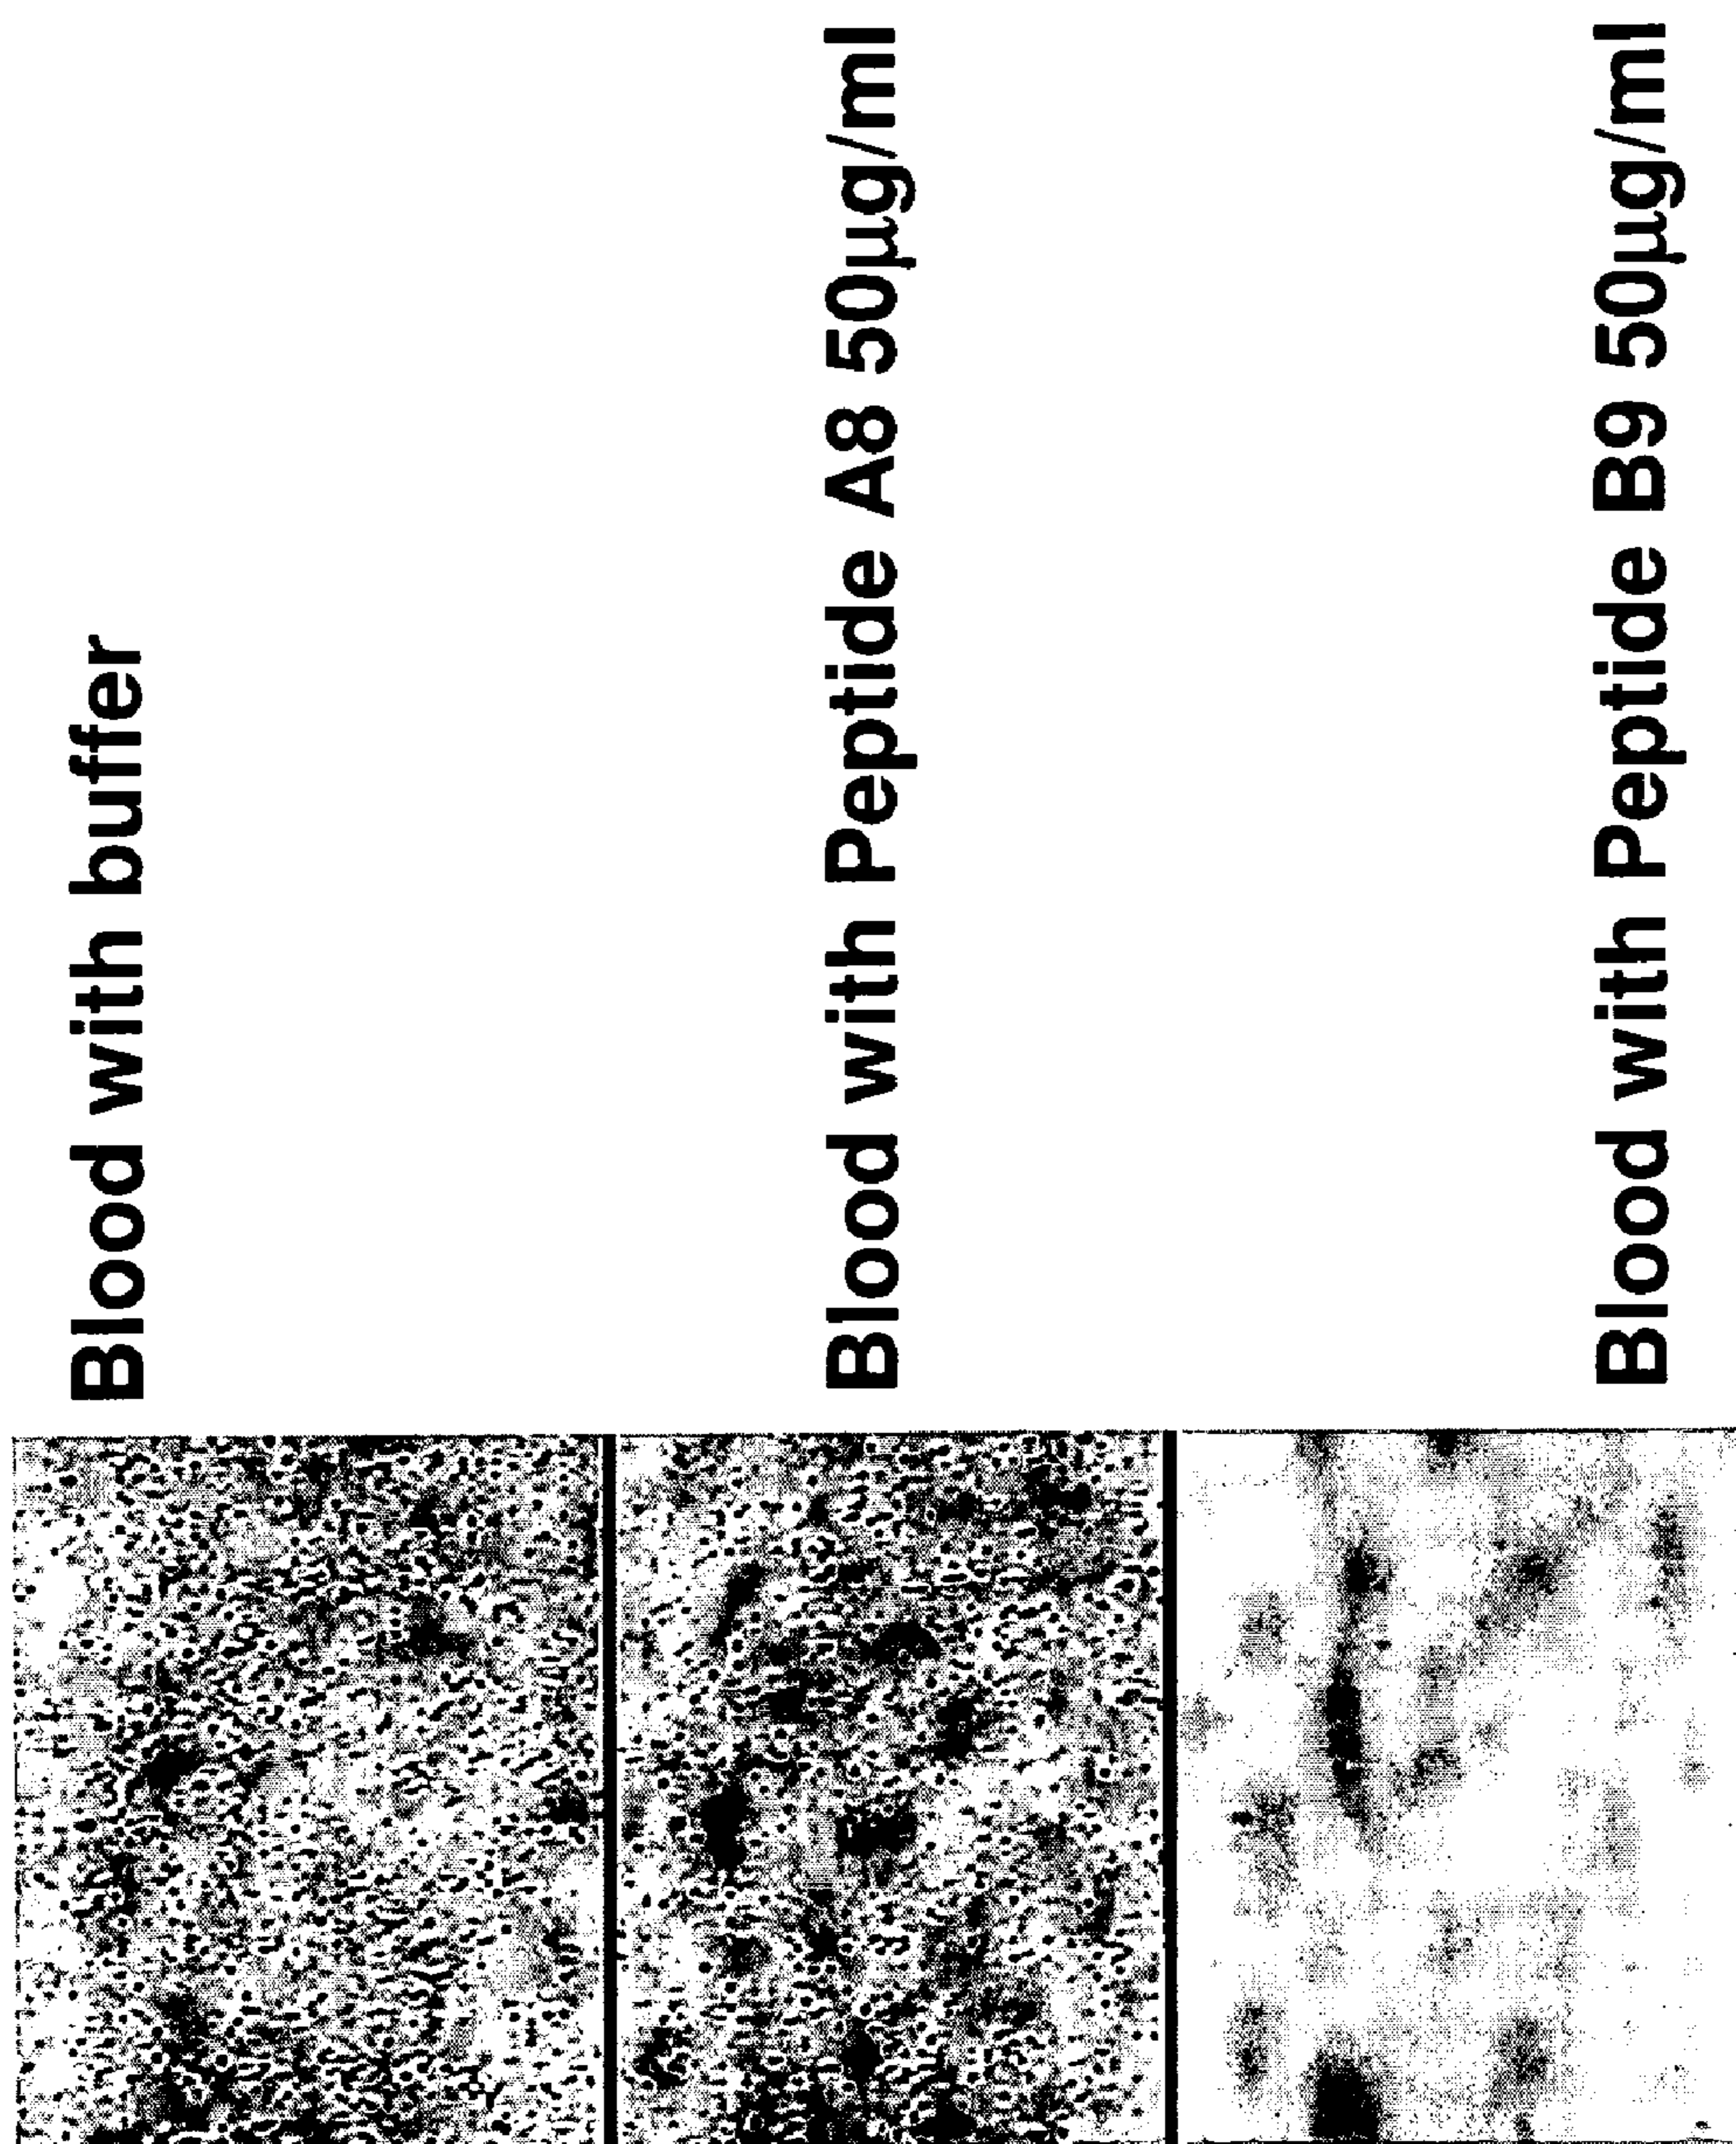 Blood with buffer
Blood with Peptide A8 50µg/ml
Blood with Peptide B9 50µg/ml